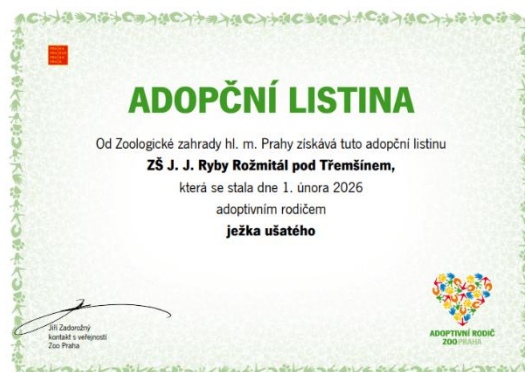 ADOPČNÍ LISTINA
Od Zoologické zahrady hl. m. Prahy získává tuto adopční listinu
ZŠ J. J. Ryby Rožmitál pod Třemšínem,
která se stala dne 1. února 2026
adoptivním rodičem
ježka ušatého
Jiří Zadorožný
kontakt s veřejností
Zoo Praha
ADOPTIVNÍ RODIČ
ZOO PRAHA